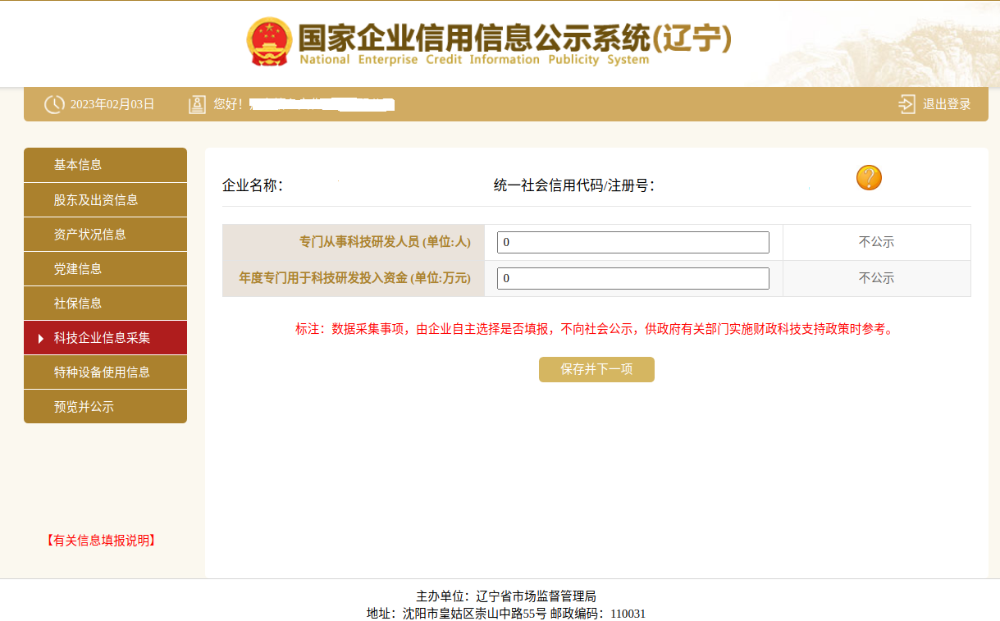 国家企业信用信息公示系统(辽宁)
National Enterprise Credit Information Publicity System
2023年02月03日
您好！
退出登录
基本信息
股东及出资信息
资产状况信息
党建信息
社保信息
科技企业信息采集
特种设备使用信息
预览并公示
【有关信息填报说明】
企业名称： 统一社会信用代码/注册号：
专门从事科技研发人员 (单位:人) 0 不公示
年度专门用于科技研发投入资金 (单位:万元) 0 不公示
标注：数据采集事项，由企业自主选择是否填报，不向社会公示，供政府有关部门实施财政科技支持政策时参考。
保存并下一项
主办单位：辽宁省市场监督管理局
地址：沈阳市皇姑区崇山中路55号 邮政编码：110031